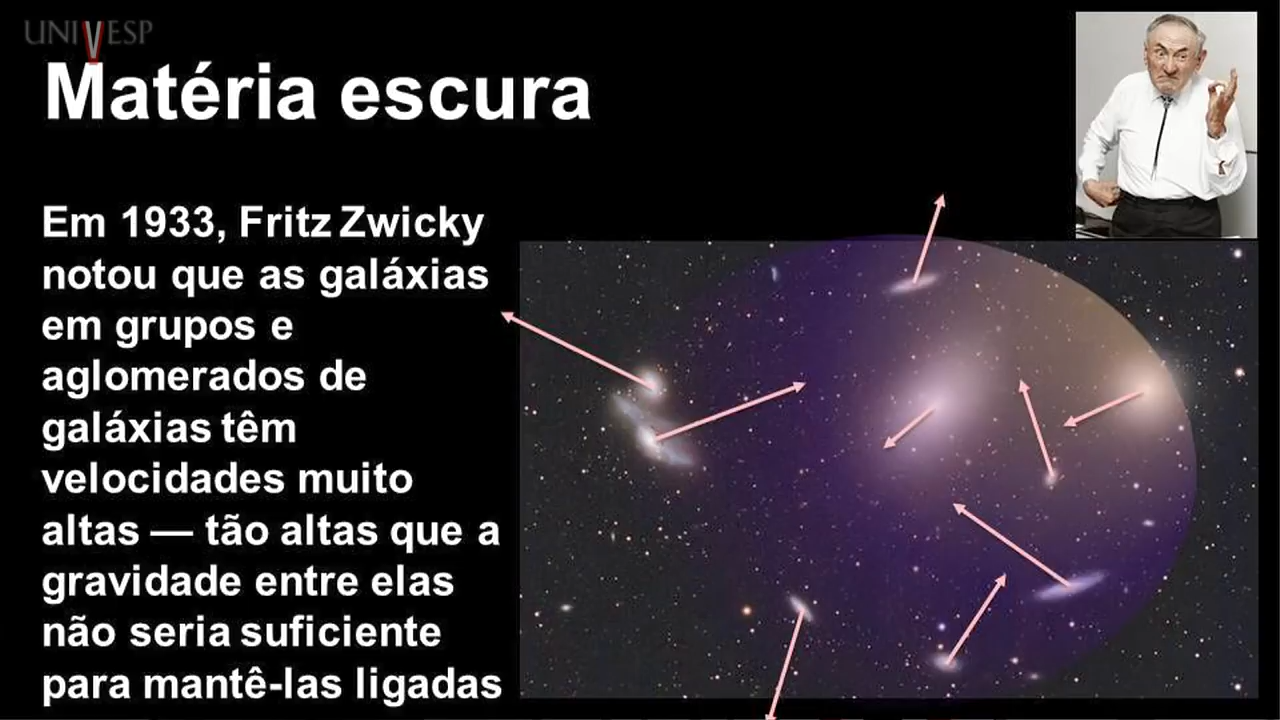 UNIVESP
Matéria escura
Em 1933, Fritz Zwicky
notou que as galáxias
em grupos e
aglomerados de
galáxias têm
velocidades muito
altas — tão altas que a
gravidade entre elas
não seria suficiente
para mantê-las ligadas